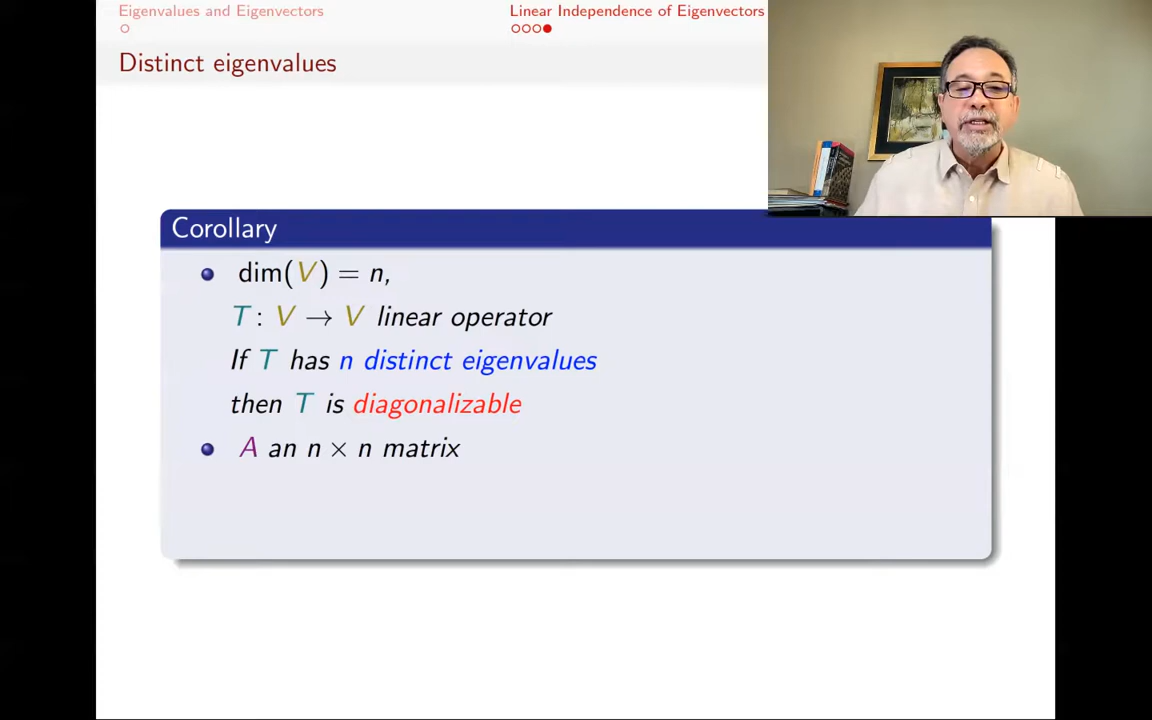 Eigenvalues and Eigenvectors
Linear Independence of Eigenvectors
Distinct eigenvalues
Corollary
dim(V) = n,
T : V → V linear operator
If T has n distinct eigenvalues
then T is diagonalizable
A an n × n matrix